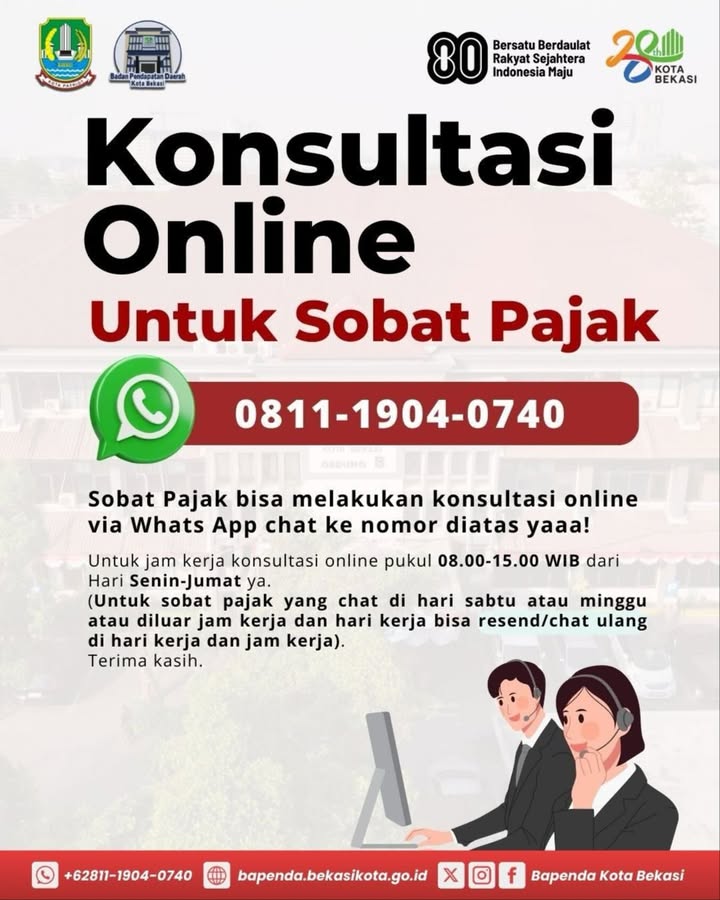 KOTA PATRIOT
Badan Pendapatan Daerah
Kota Bekasi
80
Bersatu Berdaulat
Rakyat Sejahtera
Indonesia Maju
28
KOTA
BEKASI
Konsultasi
Online
Untuk Sobat Pajak
0811-1904-0740
GEDUNG B
Sobat Pajak bisa melakukan konsultasi online
via Whats App chat ke nomor diatas yaaa!
Untuk jam kerja konsultasi online pukul 08.00-15.00 WIB dari
Hari Senin-Jumat ya.
(Untuk sobat pajak yang chat di hari sabtu atau minggu
atau diluar jam kerja dan hari kerja bisa resend/chat ulang
di hari kerja dan jam kerja).
Terima kasih.
+62811-1904-0740
bapenda.bekasikota.go.id
Bapenda Kota Bekasi